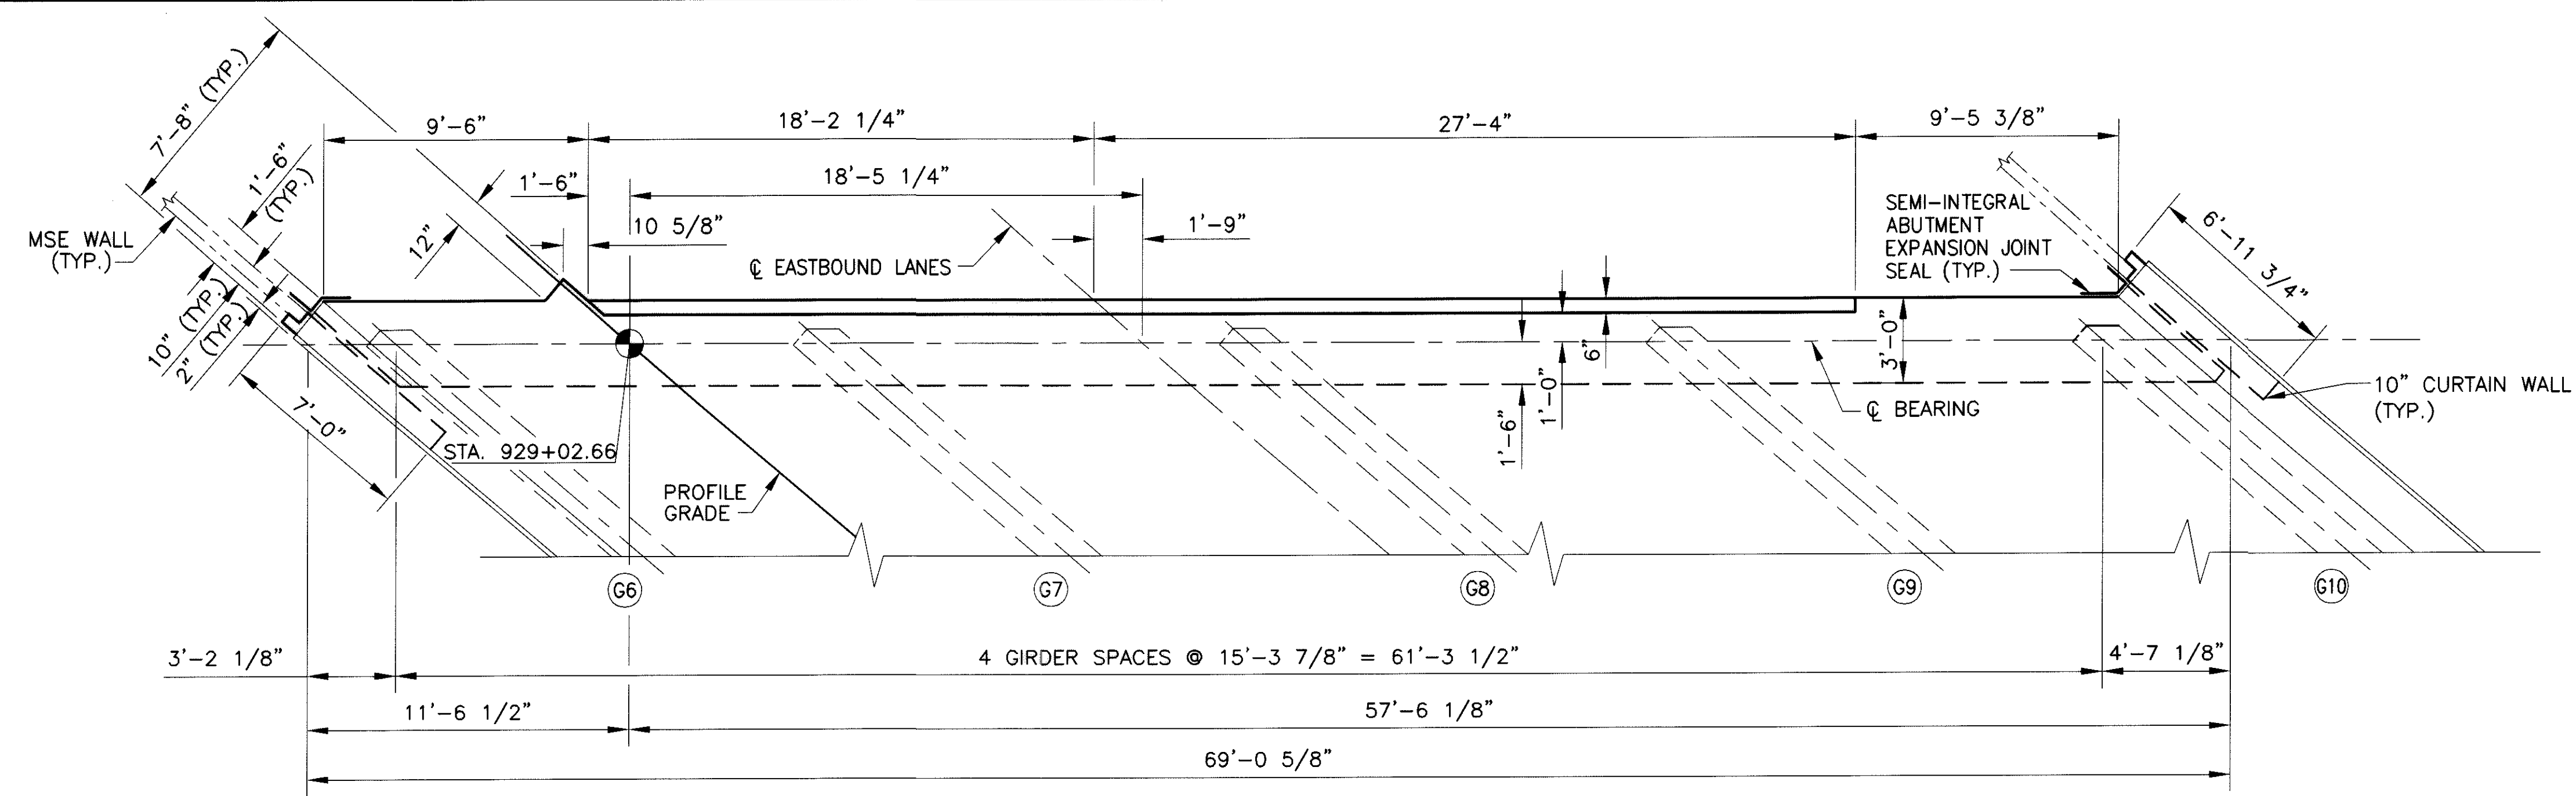 7'-8" (TYP.)
9'-6"
18'-2 1/4"
27'-4"
9'-5 3/8"
1'-6"
(TYP.)
1'-6"
18'-5 1/4"
MSE WALL
(TYP.)
12"
10 5/8"
1'-9"
℄ EASTBOUND LANES
SEMI-INTEGRAL
ABUTMENT
EXPANSION JOINT
SEAL (TYP.)
6'-11 3/4"
10" (TYP.)
2" (TYP.)
7'-0"
6"
1'-0"
1'-6"
3'-0"
℄ BEARING
10" CURTAIN WALL
(TYP.)
STA. 929+02.66
PROFILE
GRADE
G6
G7
G8
G9
G10
3'-2 1/8"
4 GIRDER SPACES @ 15'-3 7/8" = 61'-3 1/2"
4'-7 1/8"
11'-6 1/2"
57'-6 1/8"
69'-0 5/8"